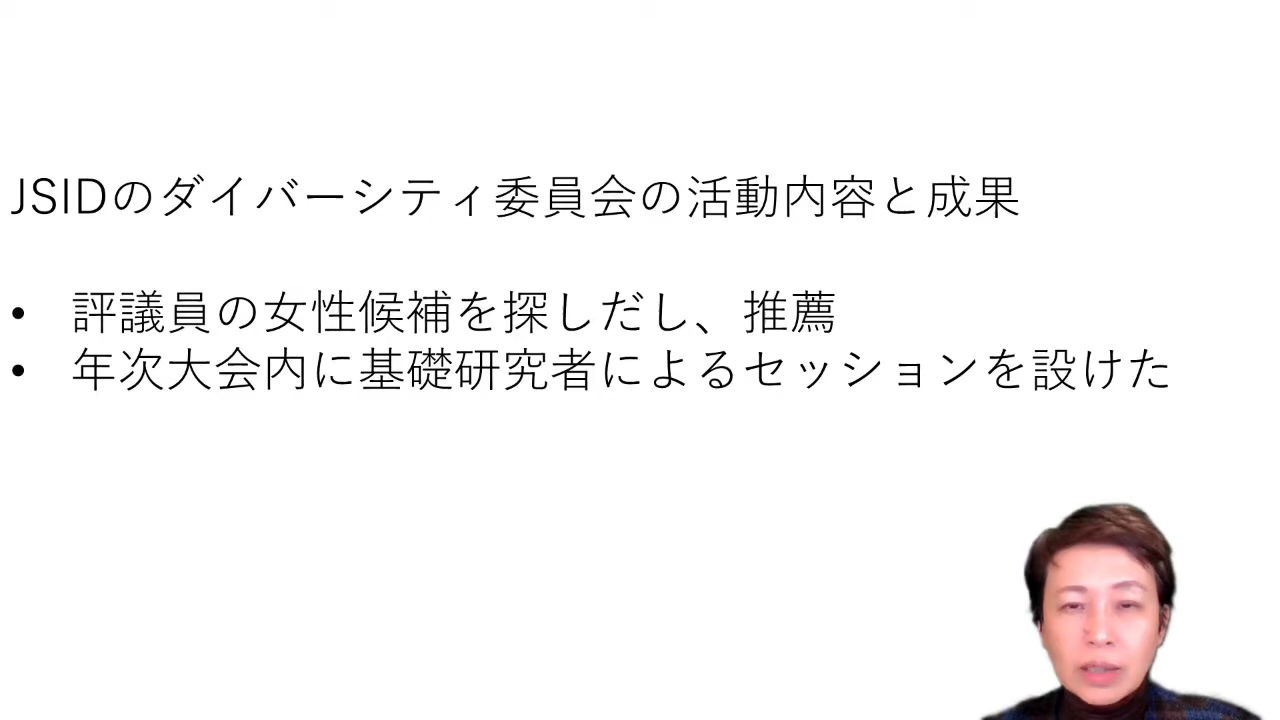 JSIDのダイバーシティ委員会の活動内容と成果
• 評議員の女性候補を探しだし、推薦
• 年次大会内に基礎研究者によるセッションを設けた